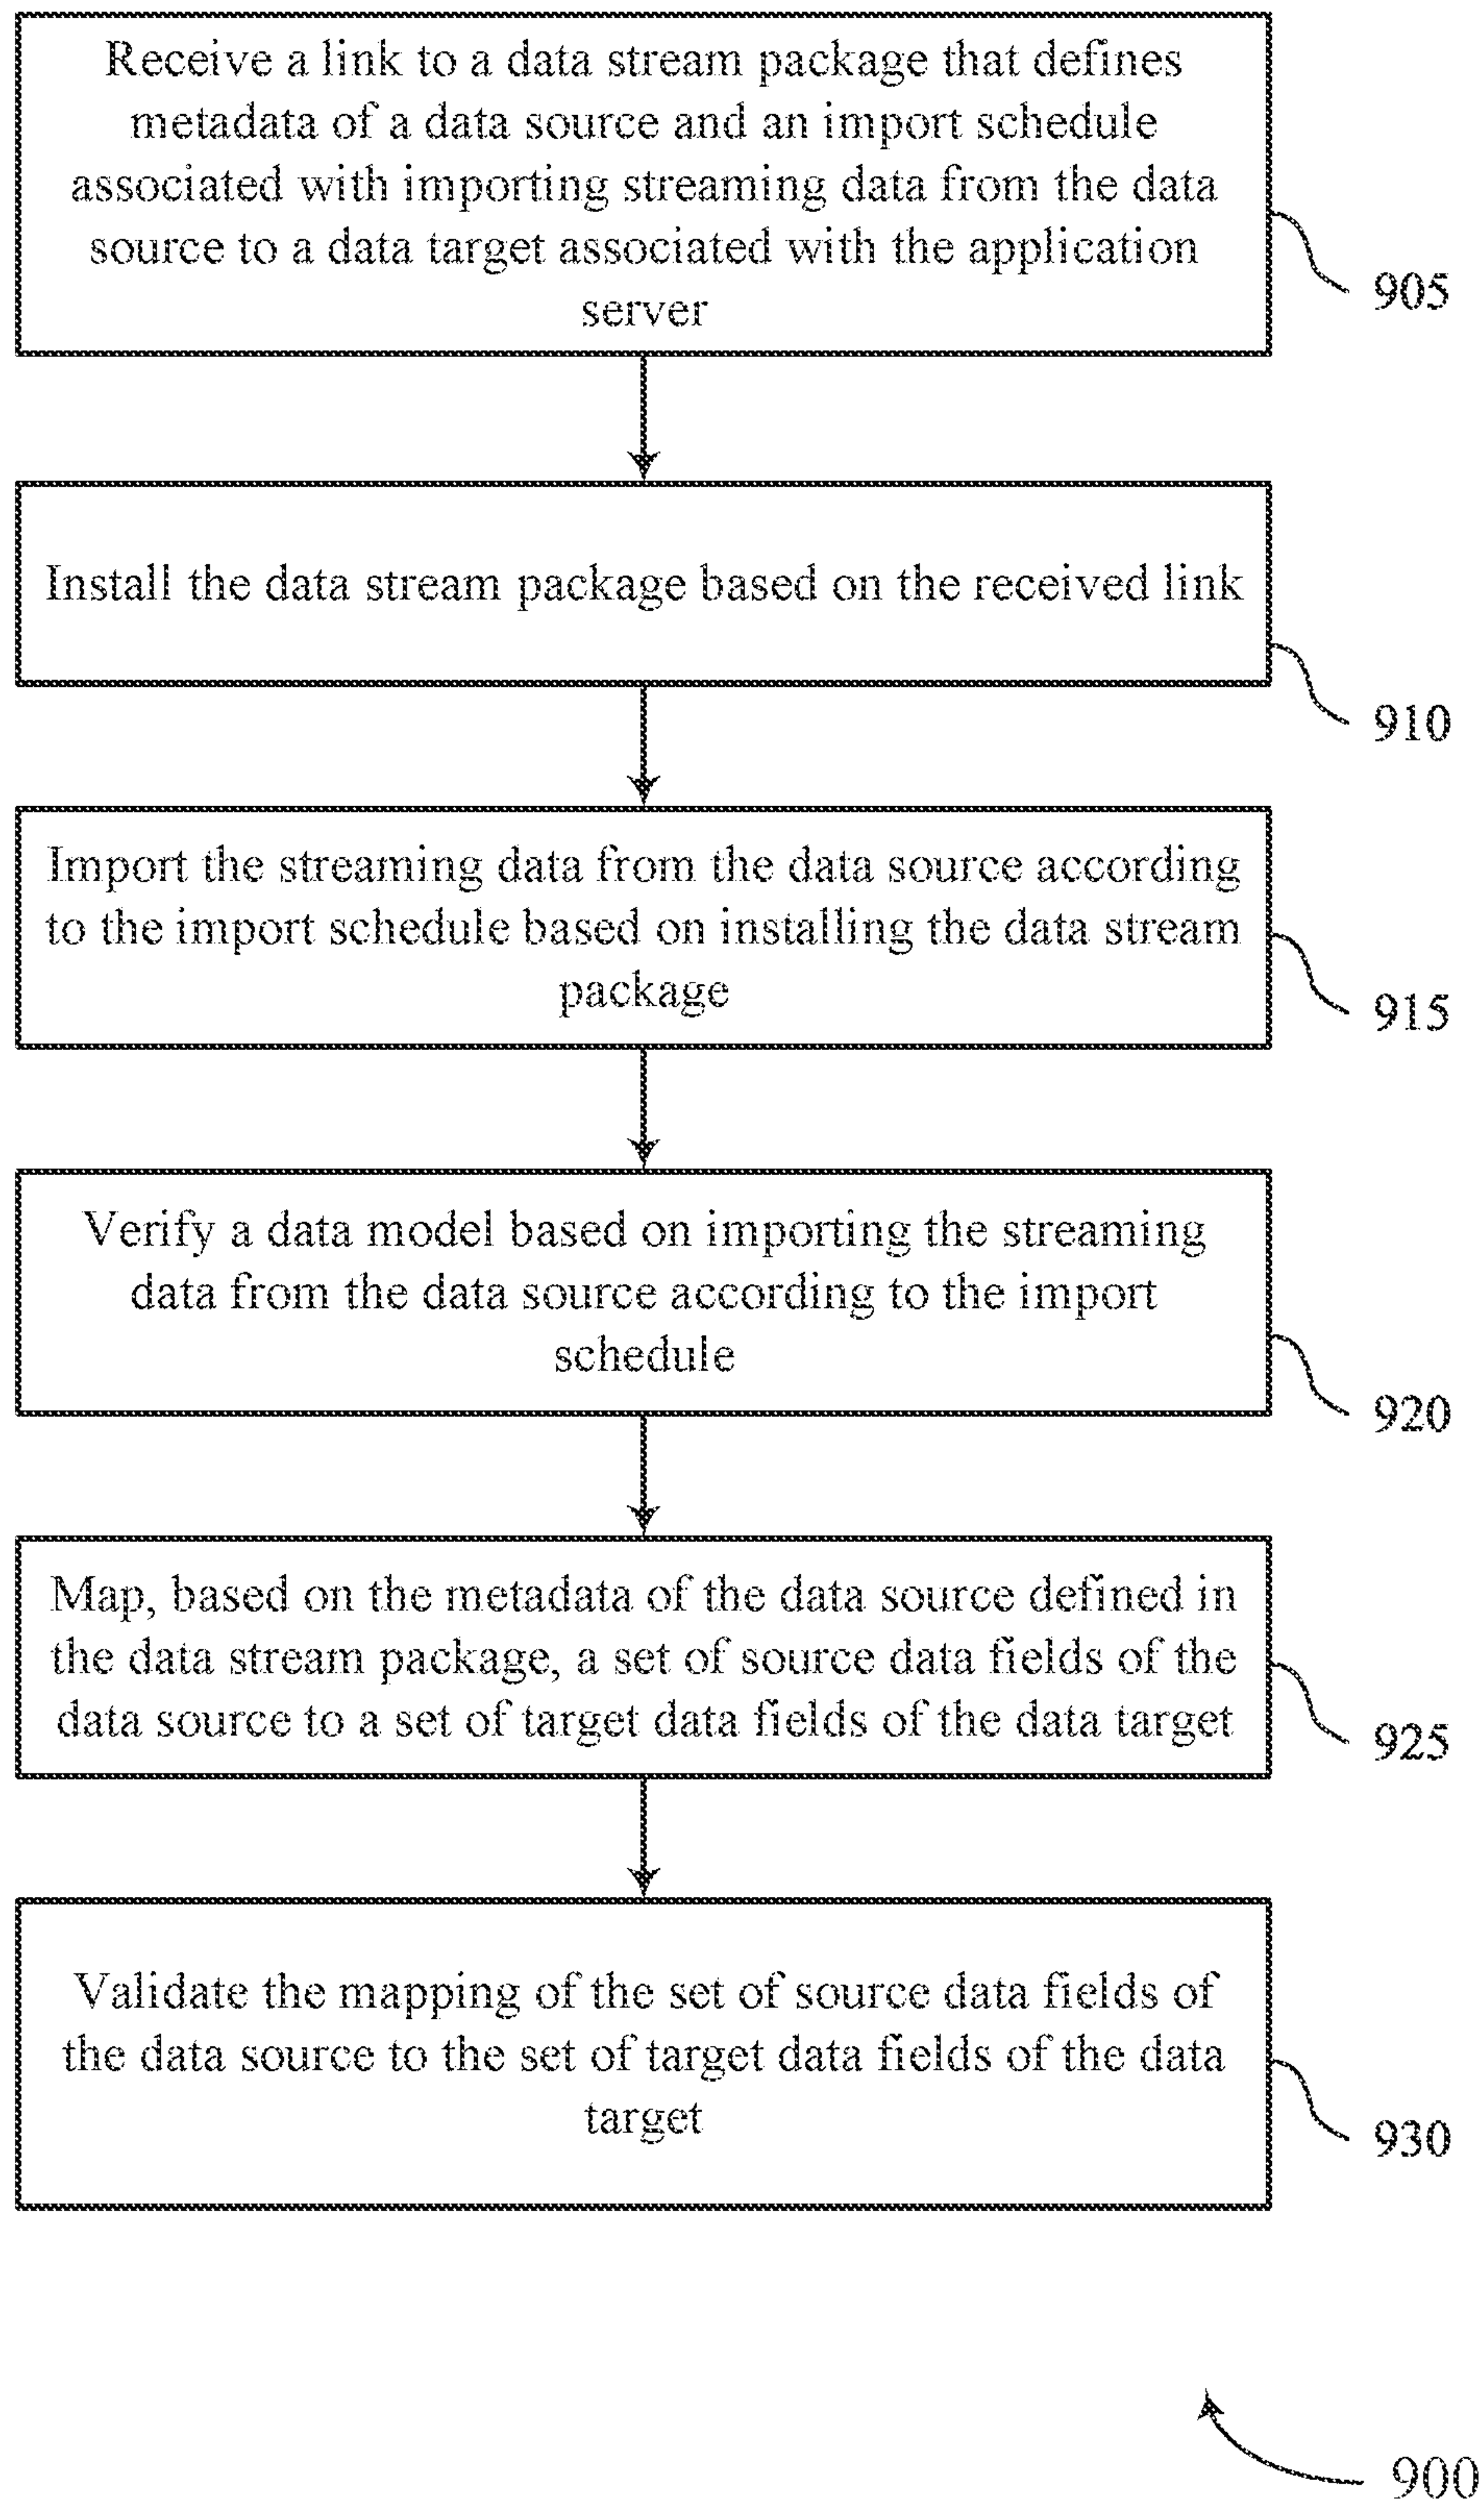 Receive a link to a data stream package that defines
metadata of a data source and an import schedule
associated with importing streaming data from the data
source to a data target associated with the application
server
905
Install the data stream package based on the received link
910
Import the streaming data from the data source according
to the import schedule based on installing the data stream
package
915
Verify a data model based on importing the streaming
data from the data source according to the import
schedule
920
Map, based on the metadata of the data source defined in
the data stream package, a set of source data fields of the
data source to a set of target data fields of the data target
925
Validate the mapping of the set of source data fields of
the data source to the set of target data fields of the data
target
930
900